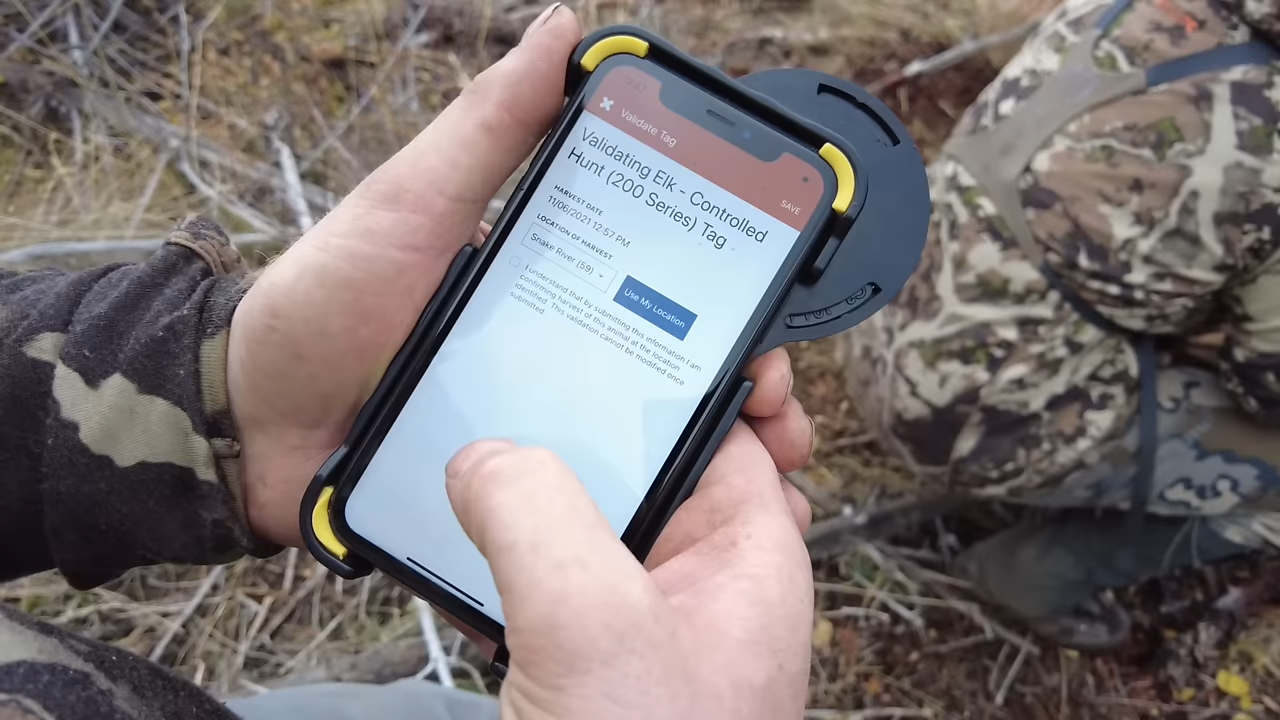 Validate Tag
SAVE
Validating Elk - Controlled
Hunt (200 Series) Tag
HARVEST DATE
11/06/2021 12:57 PM
LOCATION OF HARVEST
Snake River (59)
Use My Location
I understand that by submitting this information I am
confirming harvest of this animal at the location
identified. This validation cannot be modified once
submitted.